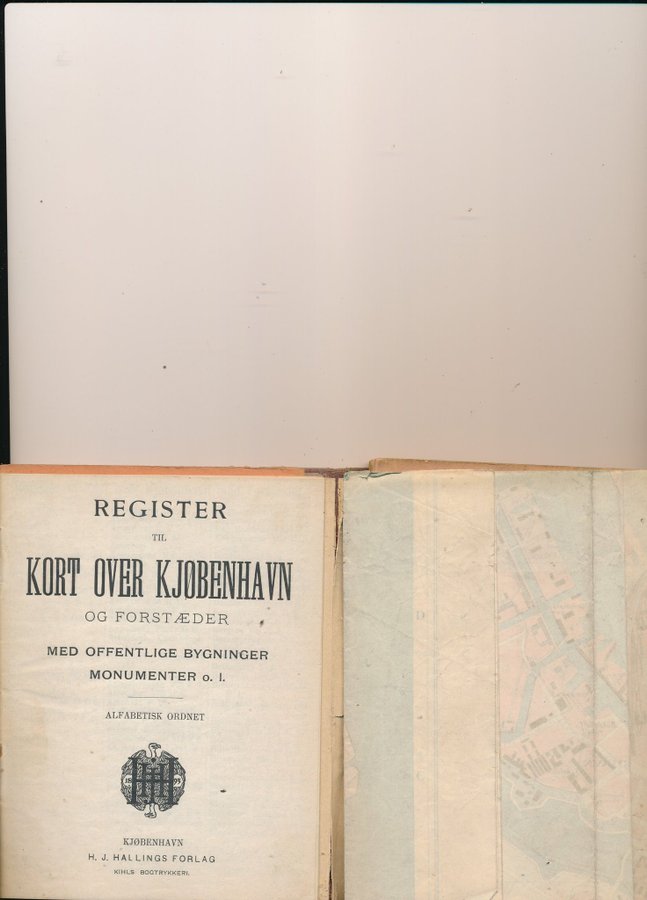 REGISTER
TIL
KORT OVER KJØBENHAVN
OG FORSTÆDER
MED OFFENTLIGE BYGNINGER
MONUMENTER o. l.
ALFABETISK ORDNET
KJØBENHAVN
H. J. HALLINGS FORLAG
KIHLS BOGTRYKKERI.
D